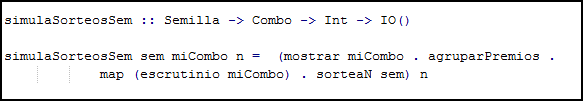 simulaSorteosSem :: Semilla -> Combo -> Int -> IO()
simulaSorteosSem sem miCombo n =  (mostrar miCombo . agruparPremios .
map (escrutinio miCombo) . sorteaN sem) n